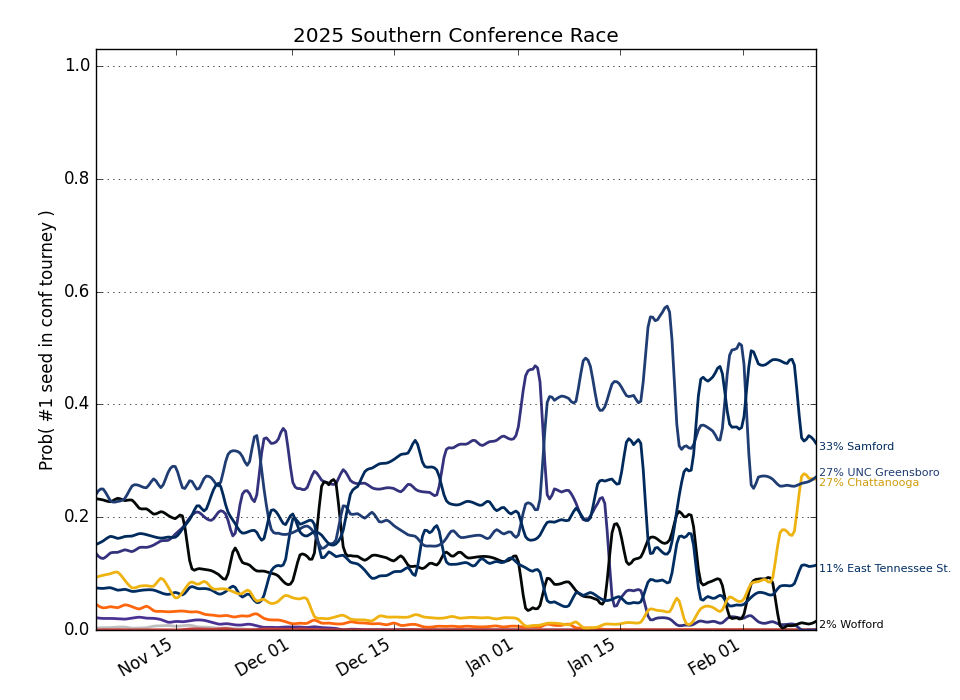 2025 Southern Conference Race
Prob( #1 seed in conf tourney )
1.0
0.8
0.6
0.4
0.2
0.0
Nov 15
Dec 01
Dec 15
Jan 01
Jan 15
Feb 01
33% Samford
27% UNC Greensboro
27% Chattanooga
11% East Tennessee St.
2% Wofford